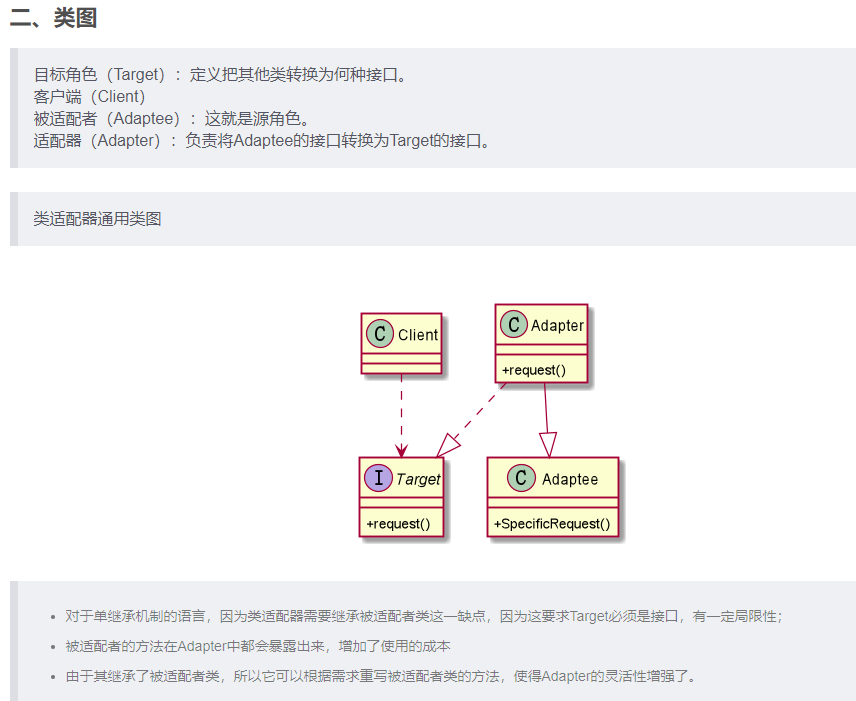 二、类图
目标角色（Target）：定义把其他类转换为何种接口。
客户端（Client）
被适配者（Adaptee）：这就是源角色。
适配器（Adapter）：负责将Adaptee的接口转换为Target的接口。
类适配器通用类图
C Client
C Adapter
+request()
I Target
C Adaptee
+request()
+SpecificRequest()
• 对于单继承机制的语言，因为类适配器需要继承被适配者类这一缺点，因为这要求Target必须是接口，有一定局限性；
• 被适配者的方法在Adapter中都会暴露出来，增加了使用的成本
• 由于其继承了被适配者类，所以它可以根据需求重写被适配者类的方法，使得Adapter的灵活性增强了。